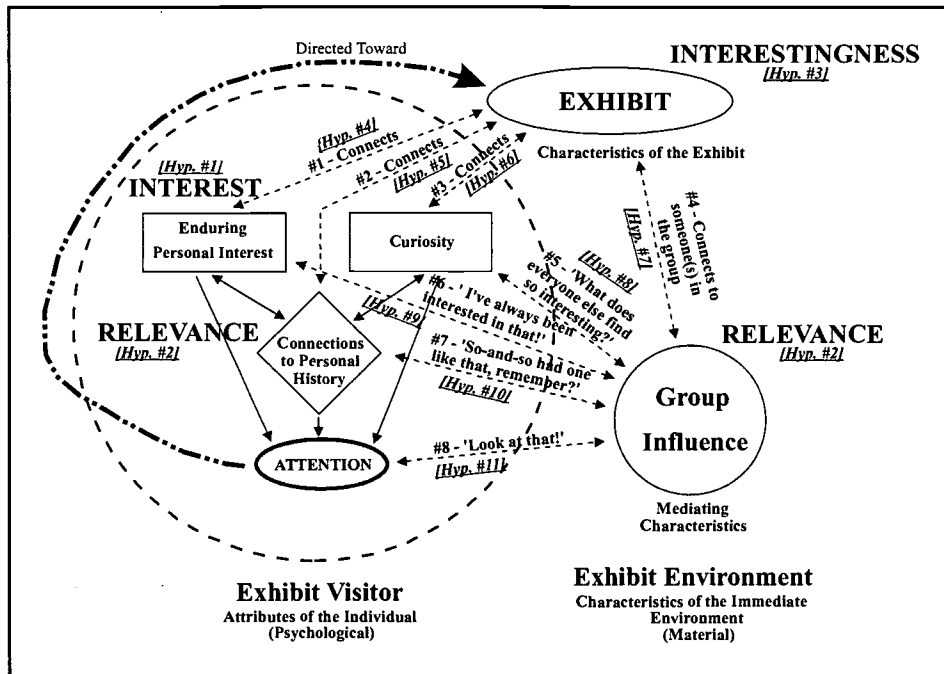 Directed Toward
INTERESTINGNESS
[Hyp. #3]
EXHIBIT
Characteristics of the Exhibit
[Hyp. #4]
#1 - Connects
#2 - Connects
[Hyp. #5]
#3 - Connects
[Hyp. #6]
[Hyp. #1]
INTEREST
Enduring
Personal Interest
Curiosity
#4 - Connects to
someone(s) in
the group
[Hyp. #7]
[Hyp. #8]
#5 - 'What does
everyone else find
so interesting?'
#6 - ' I've always been
interested in that!'
[Hyp. #9]
RELEVANCE
[Hyp. #2]
Connections
to Personal
History
#7 - 'So-and-so had one
like that, remember?'
[Hyp. #10]
RELEVANCE
[Hyp. #2]
Group
Influence
ATTENTION
#8 - 'Look at that!'
[Hyp. #11]
Mediating
Characteristics
Exhibit Visitor
Attributes of the Individual
(Psychological)
Exhibit Environment
Characteristics of the Immediate
Environment
(Material)